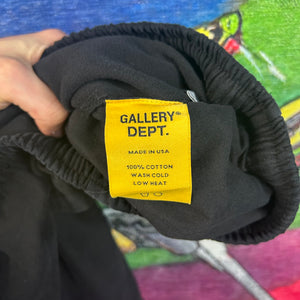 GALLERY®
DEPT.
MADE IN USA
100% COTTON
WASH COLD
LOW HEAT